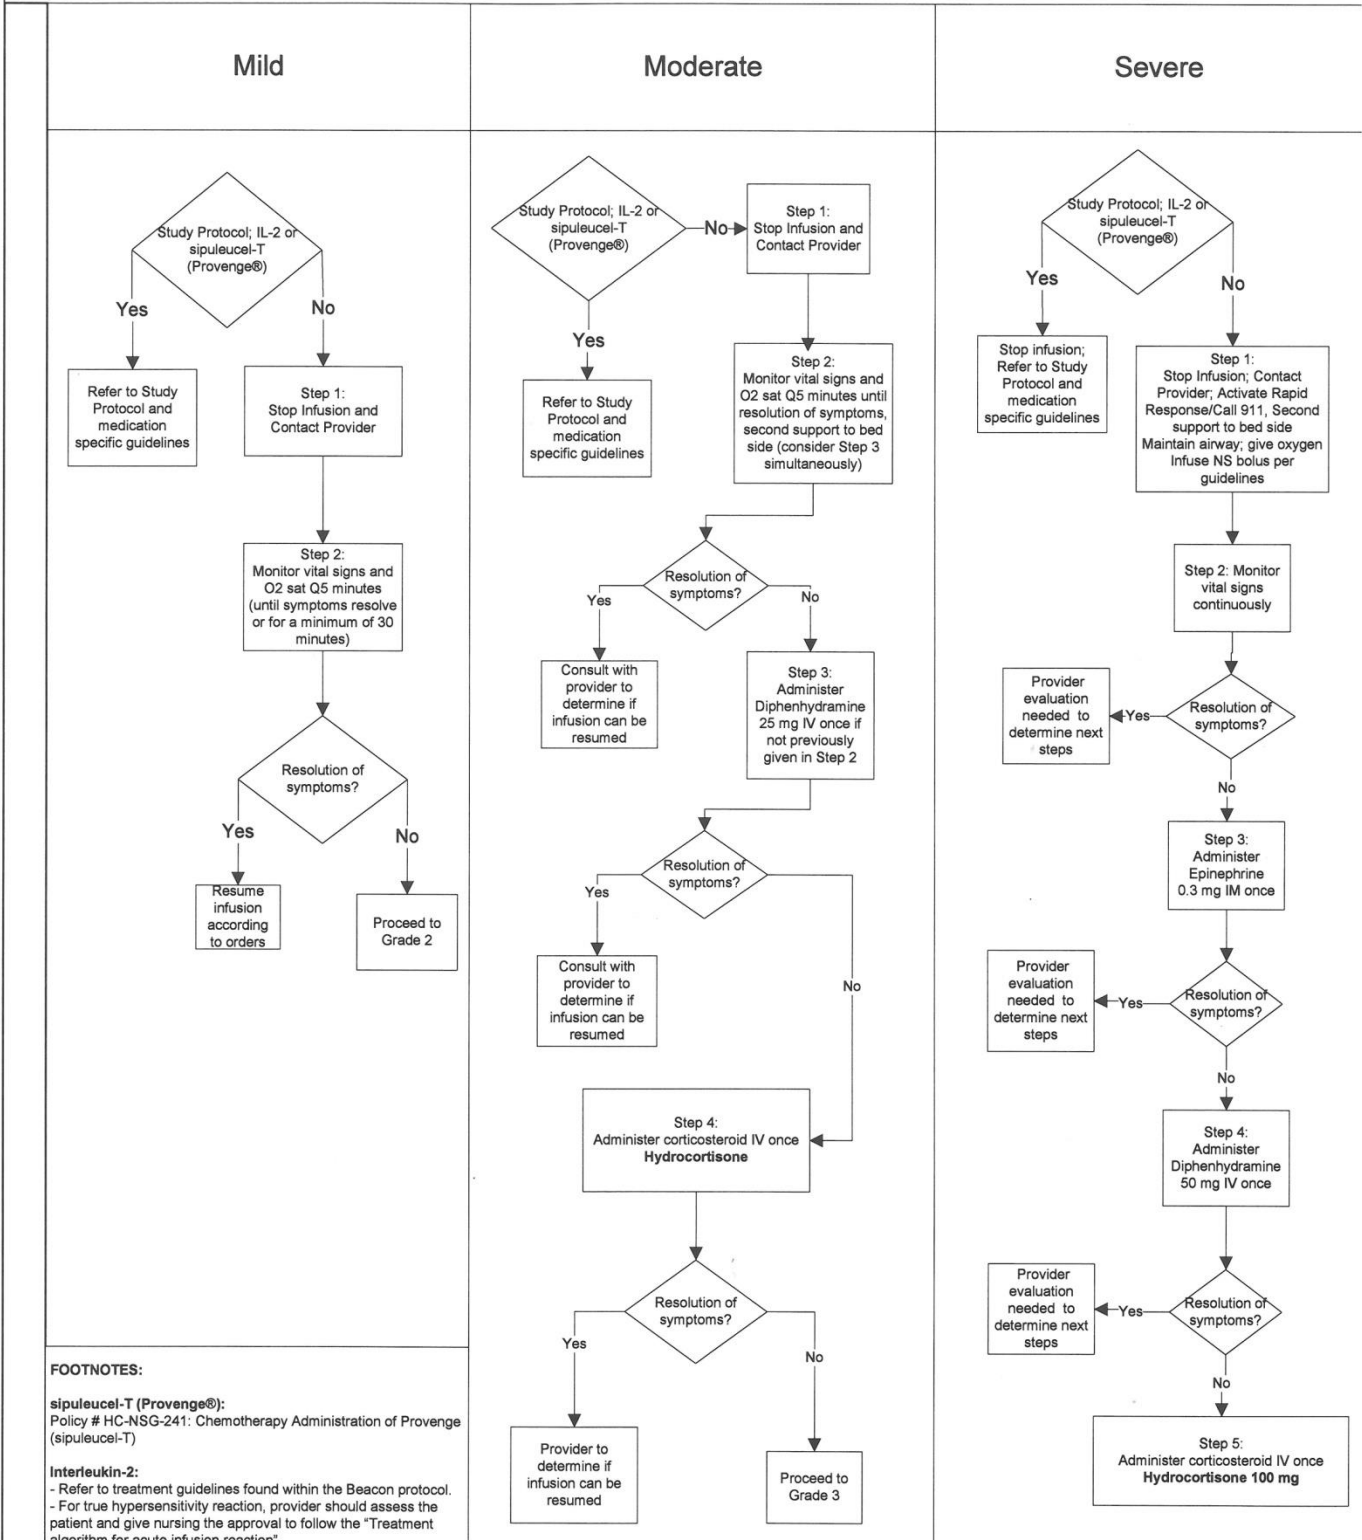 Mild
Moderate
Severe
Study Protocol; IL-2 or
sipuleucel-T
(Provenge®)
Yes
No
Refer to Study
Protocol and
medication
specific guidelines
Step 1:
Stop Infusion and
Contact Provider
Step 2:
Monitor vital signs and
O2 sat Q5 minutes
(until symptoms resolve
or for a minimum of 30
minutes)
Resolution of
symptoms?
Yes
No
Resume
infusion
according
to orders
Proceed to
Grade 2
FOOTNOTES:
sipuleucel-T (Provenge®):
Policy # HC-NSG-241: Chemotherapy Administration of Provenge
(sipuleucel-T)
Interleukin-2:
- Refer to treatment guidelines found within the Beacon protocol.
- For true hypersensitivity reaction, provider should assess the
patient and give nursing the approval to follow the "Treatment
algorithm for acute infusion reaction"
Study Protocol; IL-2 or
sipuleucel-T
(Provenge®)
No
Step 1:
Stop Infusion and
Contact Provider
Yes
Refer to Study
Protocol and
medication
specific guidelines
Step 2:
Monitor vital signs and
O2 sat Q5 minutes until
resolution of symptoms,
second support to bed
side (consider Step 3
simultaneously)
Resolution of
symptoms?
Yes
No
Consult with
provider to
determine if
infusion can be
resumed
Step 3:
Administer
Diphenhydramine
25 mg IV once if
not previously
given in Step 2
Resolution of
symptoms?
Yes
Consult with
provider to
determine if
infusion can be
resumed
No
Step 4:
Administer corticosteroid IV once
Hydrocortisone
Resolution of
symptoms?
Yes
No
Provider to
determine if
infusion can be
resumed
Proceed to
Grade 3
Study Protocol; IL-2 or
sipuleucel-T
(Provenge®)
Yes
No
Stop infusion;
Refer to Study
Protocol and
medication
specific guidelines
Step 1:
Stop Infusion; Contact
Provider; Activate Rapid
Response/Call 911, Second
support to bed side
Maintain airway; give oxygen
Infuse NS bolus per
guidelines
Step 2: Monitor
vital signs
continuously
Resolution of
symptoms?
Yes
Provider
evaluation
needed to
determine next
steps
No
Step 3:
Administer
Epinephrine
0.3 mg IM once
Resolution of
symptoms?
Yes
Provider
evaluation
needed to
determine next
steps
No
Step 4:
Administer
Diphenhydramine
50 mg IV once
Resolution of
symptoms?
Yes
Provider
evaluation
needed to
determine next
steps
No
Step 5:
Administer corticosteroid IV once
Hydrocortisone 100 mg